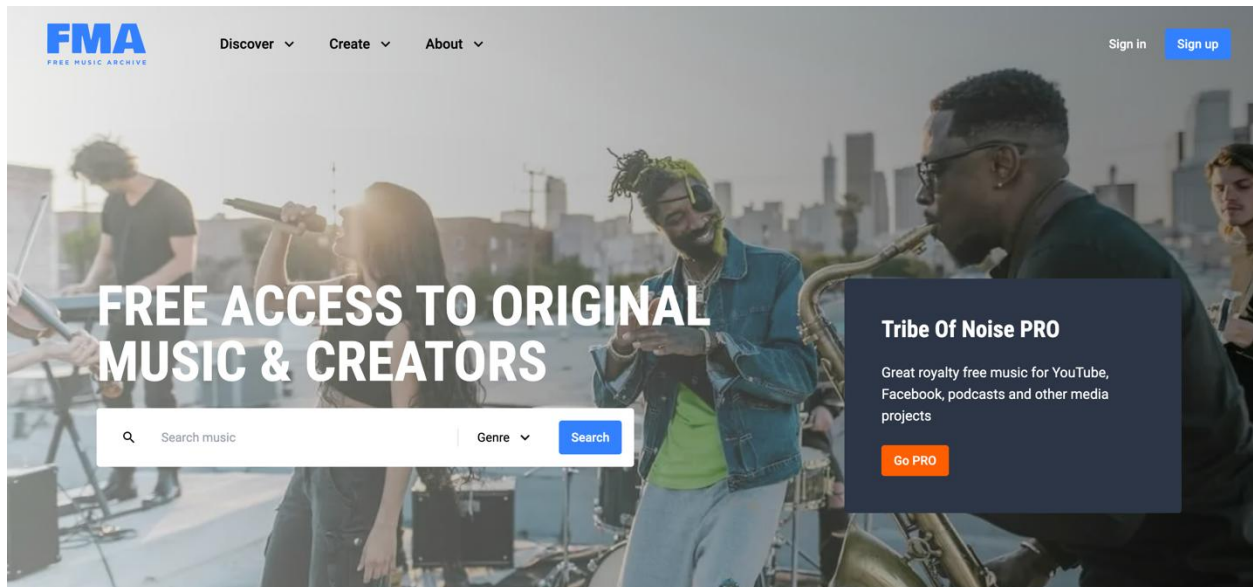 FMA
FREE MUSIC ARCHIVE
Discover
Create
About
Sign in
Sign up
FREE ACCESS TO ORIGINAL
MUSIC & CREATORS
Search music
Genre
Search
Tribe Of Noise PRO
Great royalty free music for YouTube,
Facebook, podcasts and other media
projects
Go PRO